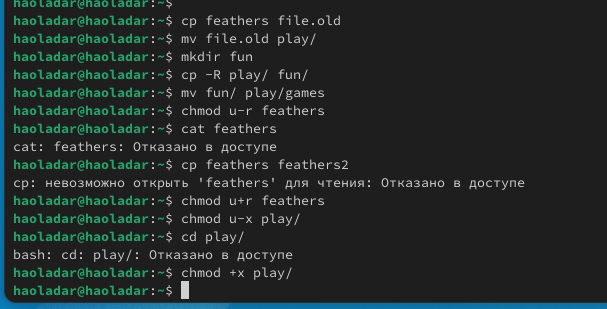 haoladar@haoladar:~$
haoladar@haoladar:~$ cp feathers file.old
haoladar@haoladar:~$ mv file.old play/
haoladar@haoladar:~$ mkdir fun
haoladar@haoladar:~$ cp -R play/ fun/
haoladar@haoladar:~$ mv fun/ play/games
haoladar@haoladar:~$ chmod u-r feathers
haoladar@haoladar:~$ cat feathers
cat: feathers: Отказано в доступе
haoladar@haoladar:~$ cp feathers feathers2
cp: невозможно открыть 'feathers' для чтения: Отказано в доступе
haoladar@haoladar:~$ chmod u+r feathers
haoladar@haoladar:~$ chmod u-x play/
haoladar@haoladar:~$ cd play/
bash: cd: play/: Отказано в доступе
haoladar@haoladar:~$ chmod +x play/
haoladar@haoladar:~$